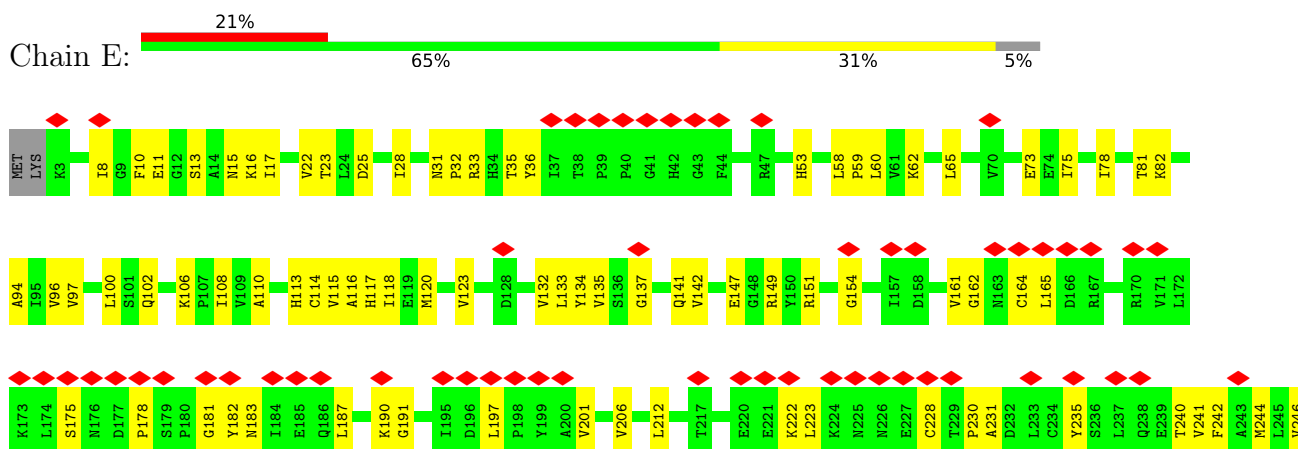 21%
Chain E:
65% 31% 5%
MET LYS K3 I8 G9 F10 E11 G12 S13 A14 N15 K16 I17 V22 T23 L24 D25 I28 N31 P32 R33 H34 T35 Y36 I37 T38 P39 P40 G41 H42 G43 F44 R47 H53 L58 P59 L60 V61 K62 L65 V70 E73 E74 I75 I78 T81 K82
A94 I95 V96 V97 L100 S101 Q102 K106 P107 I108 V109 A110 H113 C114 V115 A116 H117 I118 E119 M120 V123 D128 V132 L133 Y134 V135 S136 G137 Q141 V142 E147 G148 R149 Y150 R151 G154 I157 D158 V161 G162 N163 C164 L165 D166 R167 R170 V171 L172
K173 L174 S175 N176 D177 P178 S179 P180 G181 Y182 N183 I184 E185 Q186 L187 K190 G191 I195 D196 L197 P198 Y199 A200 V201 V206 L212 T217 E220 E221 K222 L223 K224 N225 N226 E227 C228 T229 P230 A231 D232 L233 C234 Y235 S236 L237 Q238 E239 T240 V241 F242 A243 M244 L245